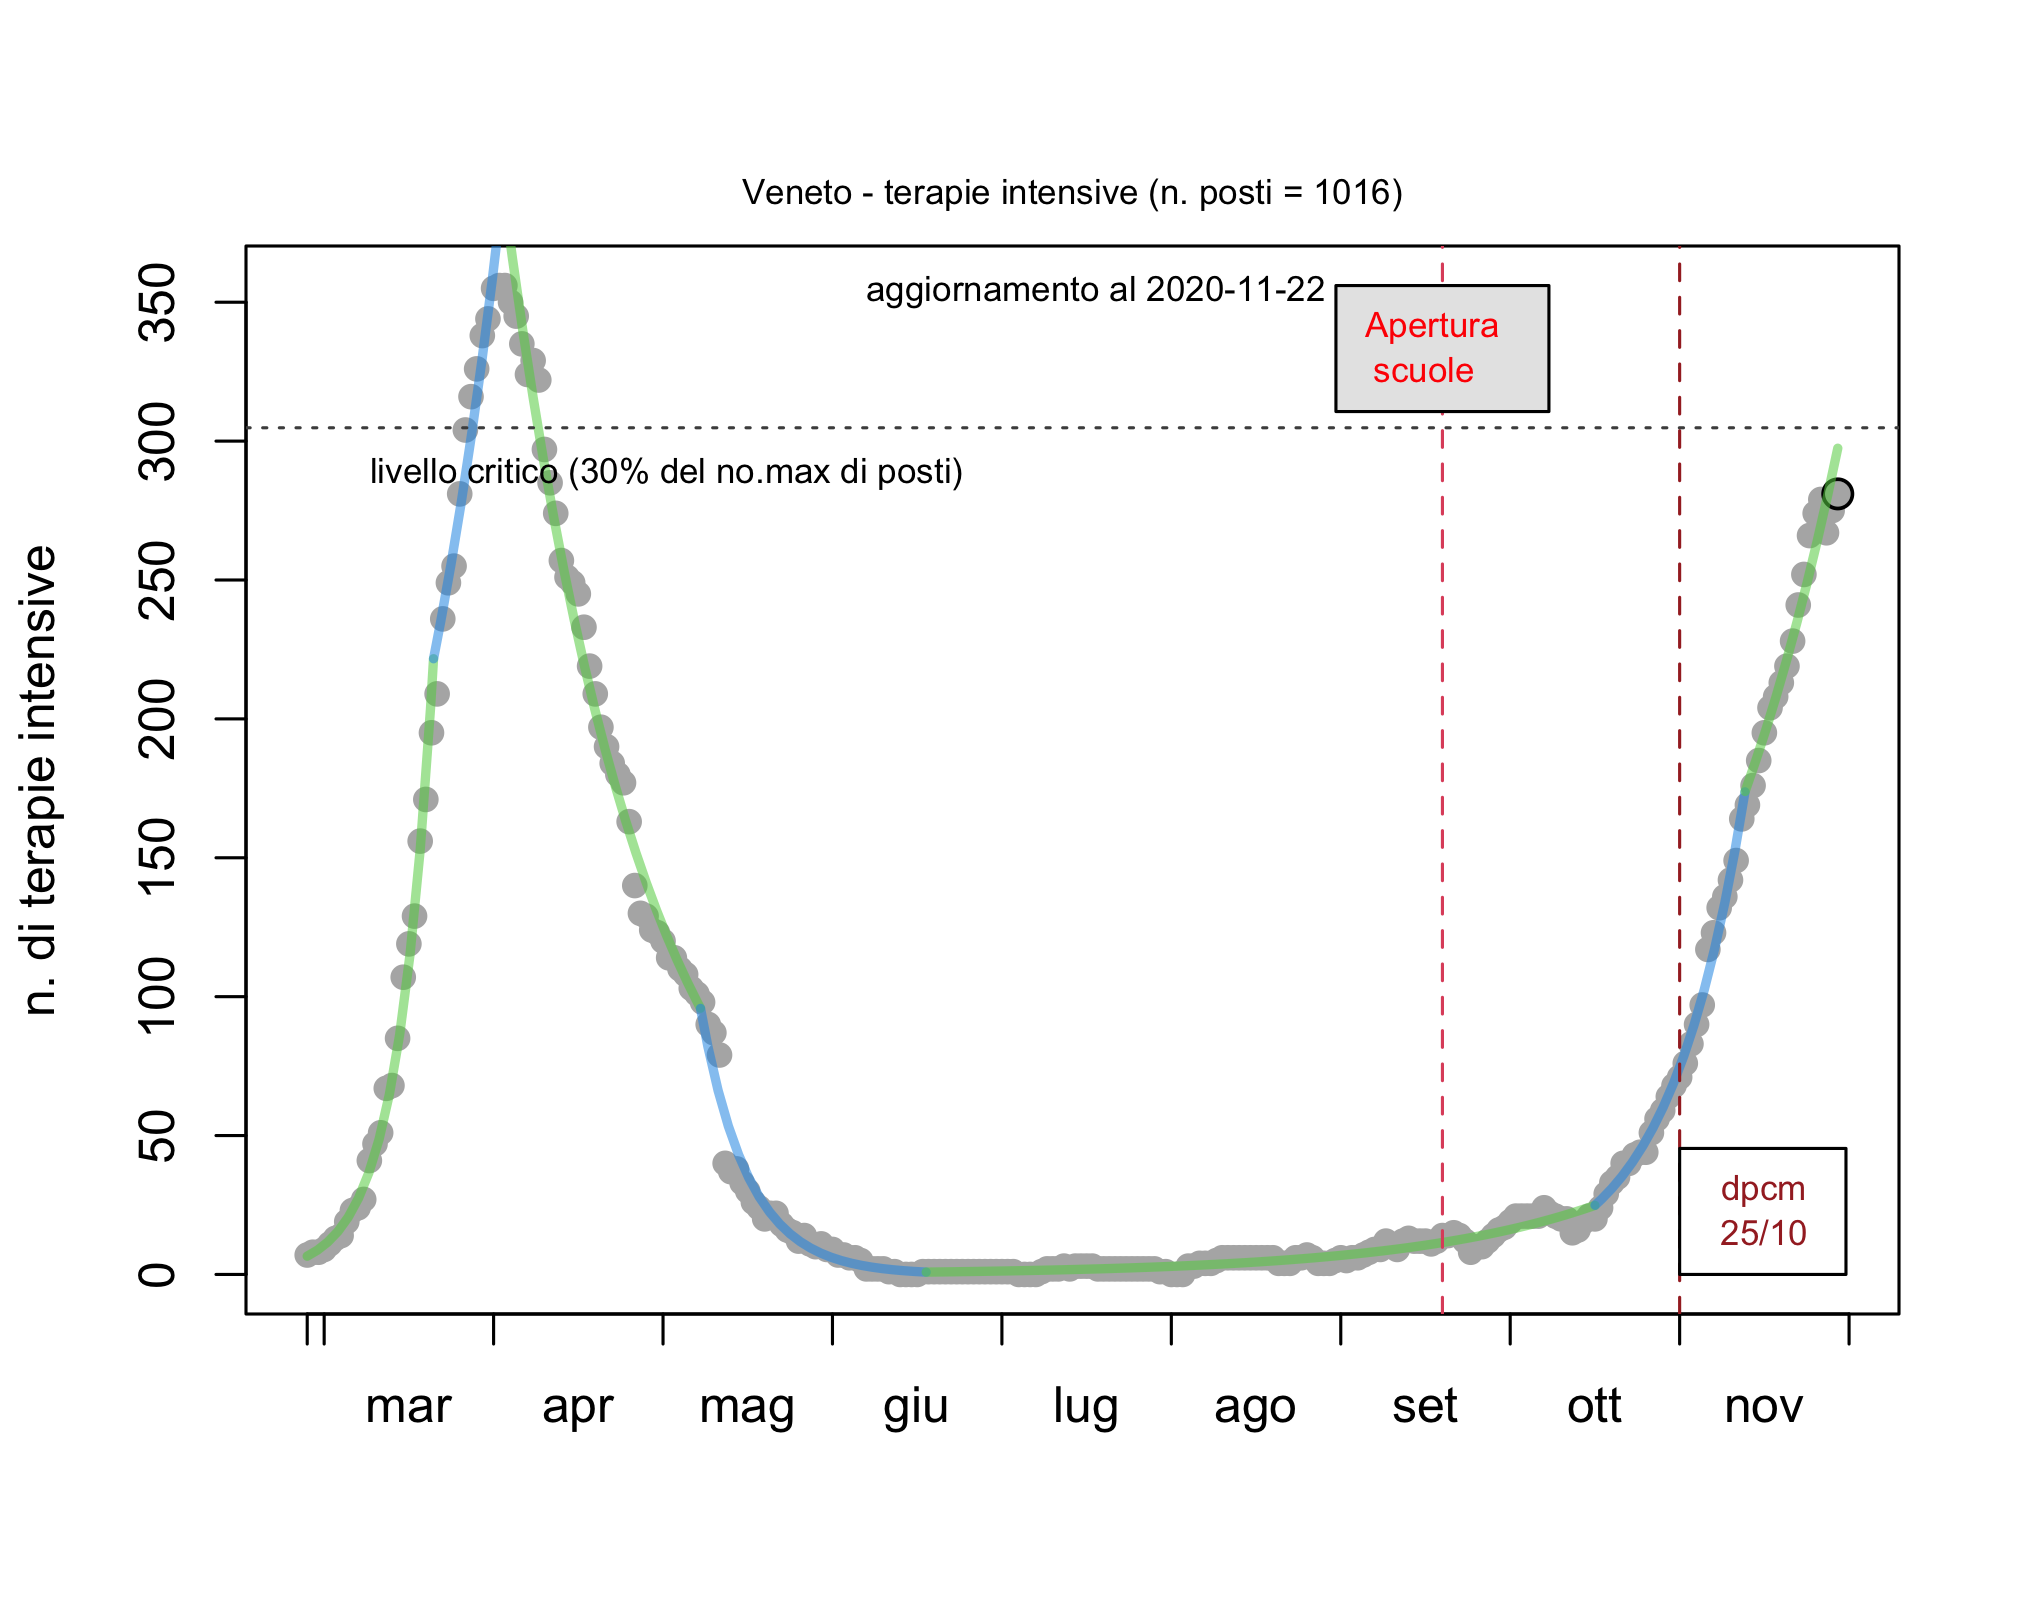 Veneto - terapie intensive (n. posti = 1016)
aggiornamento al 2020-11-22
Apertura
scuole
livello critico (30% del no.max di posti)
n. di terapie intensive
350
300
250
200
150
100
50
0
dpcm
25/10
mar apr mag giu lug ago set ott nov